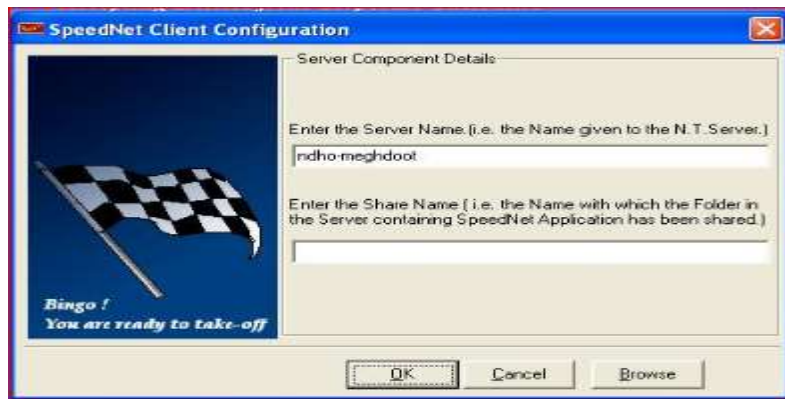 SpeedNet Client Configuration
Server Component Details
Enter the Server Name.(i.e. the Name given to the N.T.Server.)
ndho-meghdoot
Enter the Share Name ( i.e. the Name with which the Folder in
the Server containing SpeedNet Application has been shared.)
Bingo !
You are ready to take-off
OK
Cancel
Browse